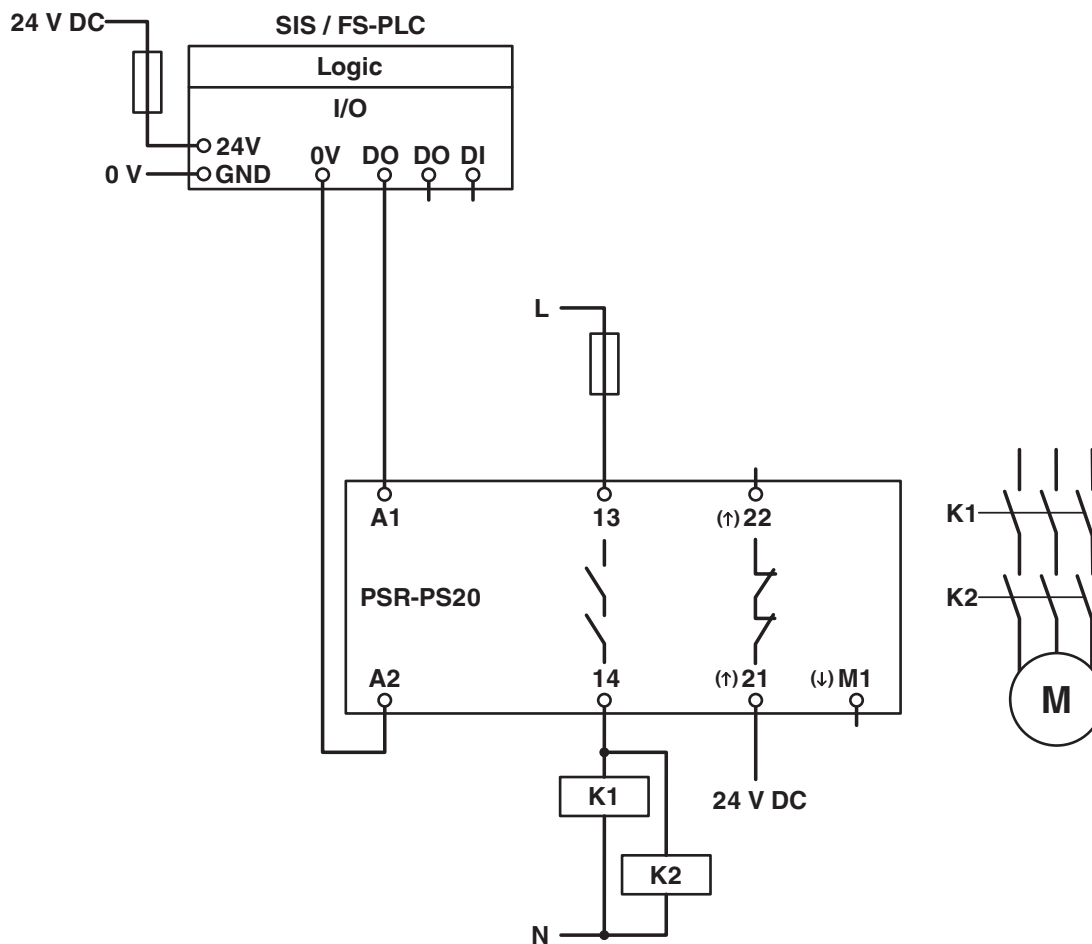 24 V DC
SIS / FS-PLC
Logic
I/O
24V
0V DO DO DI
0 V
GND
L
A1
13
(↑) 22
K1
PSR-PS20
K2
A2
14
(↑) 21
(↓) M1
M
K1
24 V DC
K2
N